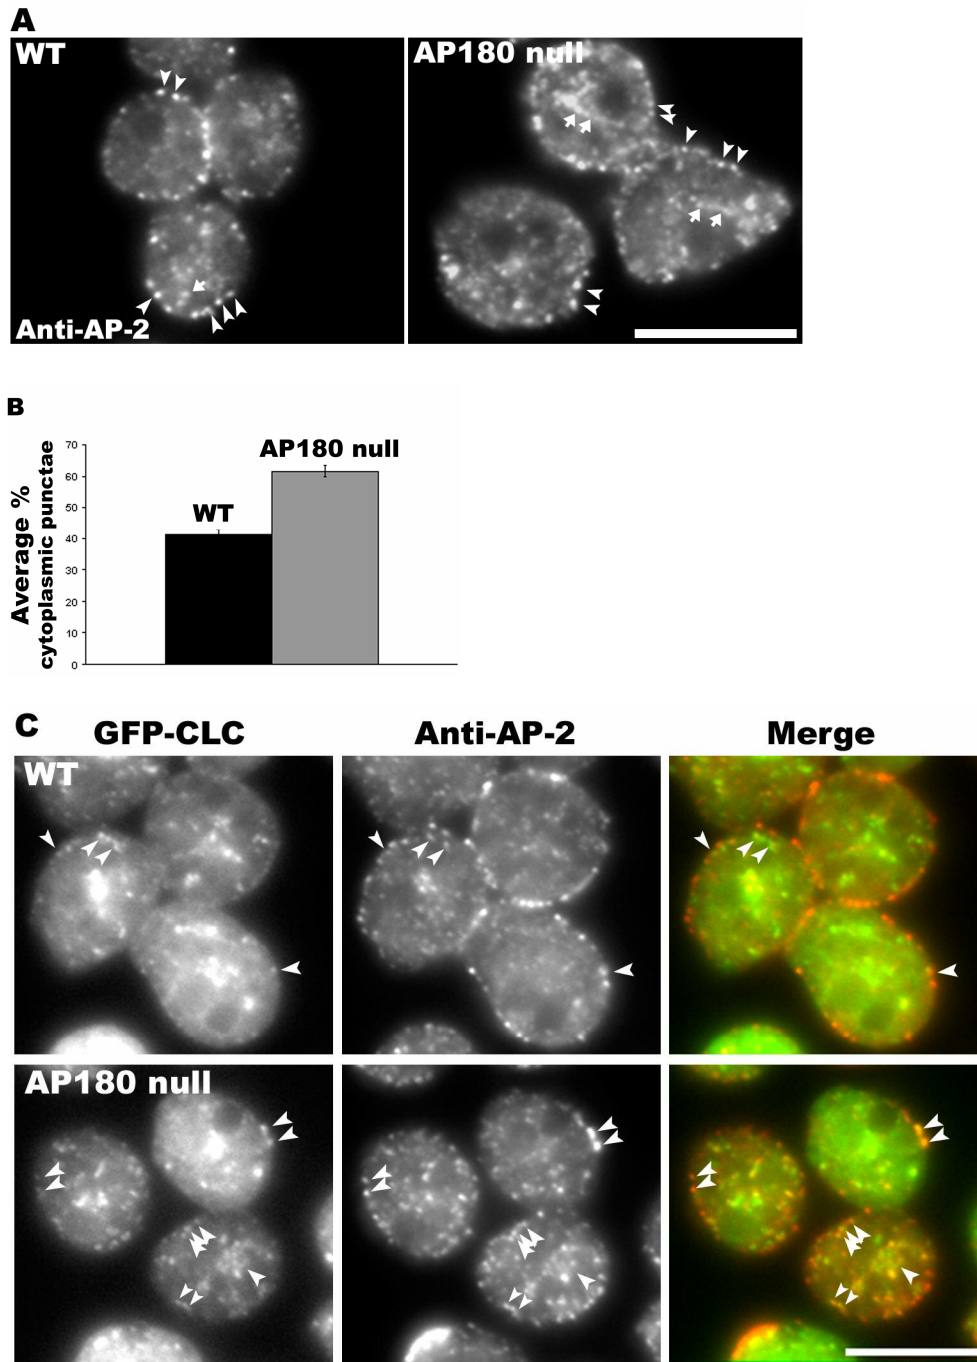 A
WT
AP180 null
Anti-AP-2
B
Average %
cytoplasmic punctae
70
60
50
40
30
20
10
0
WT
AP180 null
C
GFP-CLC
Anti-AP-2
Merge
WT
AP180 null